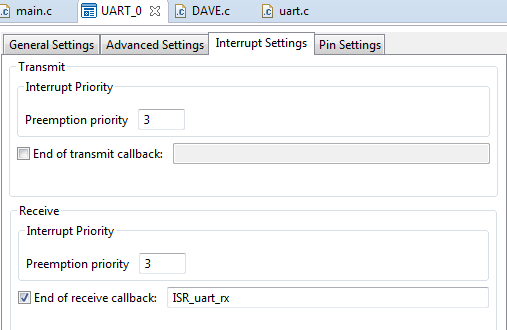 main.c UART_0 DAVE.c uart.c
General Settings Advanced Settings Interrupt Settings Pin Settings
Transmit
Interrupt Priority
Preemption priority 3
End of transmit callback:
Receive
Interrupt Priority
Preemption priority 3
End of receive callback: ISR_uart_rx